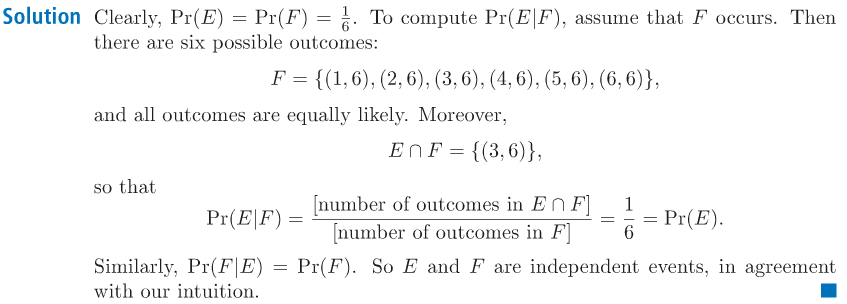 Solution Clearly, Pr(E) = Pr(F) = 1/6. To compute Pr(E|F), assume that F occurs. Then
there are six possible outcomes:
F = {(1, 6), (2, 6), (3, 6), (4, 6), (5, 6), (6, 6)},
and all outcomes are equally likely. Moreover,
E ∩ F = {(3, 6)},
so that
Pr(E|F) = [number of outcomes in E ∩ F] / [number of outcomes in F] = 1/6 = Pr(E).
Similarly, Pr(F|E) = Pr(F). So E and F are independent events, in agreement
with our intuition.